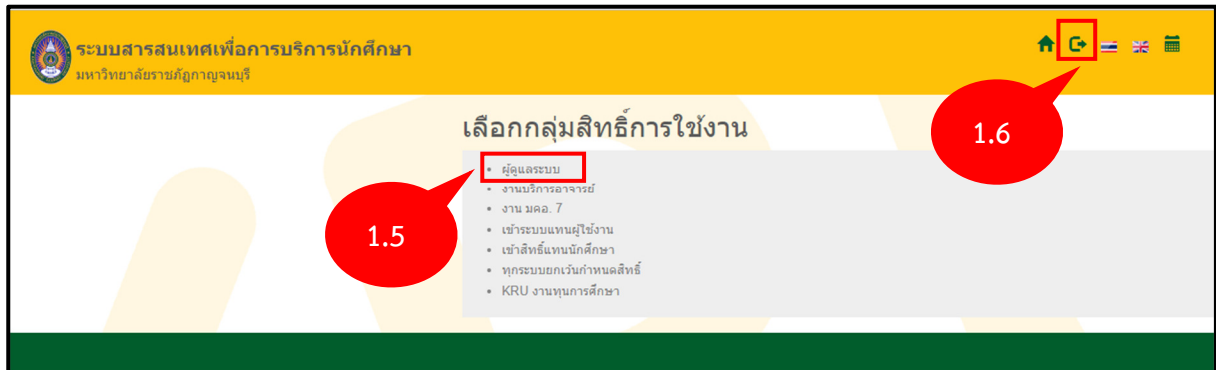 ระบบสารสนเทศเพื่อการบริการนักศึกษา
มหาวิทยาลัยราชภัฏกาญจนบุรี
เลือกกลุ่มสิทธิ์การใช้งาน
1.6
ผู้ดูแลระบบ
งานบริการอาจารย์
งาน มคอ. 7
1.5
เข้าระบบแทนผู้ใช้งาน
เข้าสิทธิ์แทนนักศึกษา
ทุกระบบยกเว้นกำหนดสิทธิ์
KRU งานทุนการศึกษา